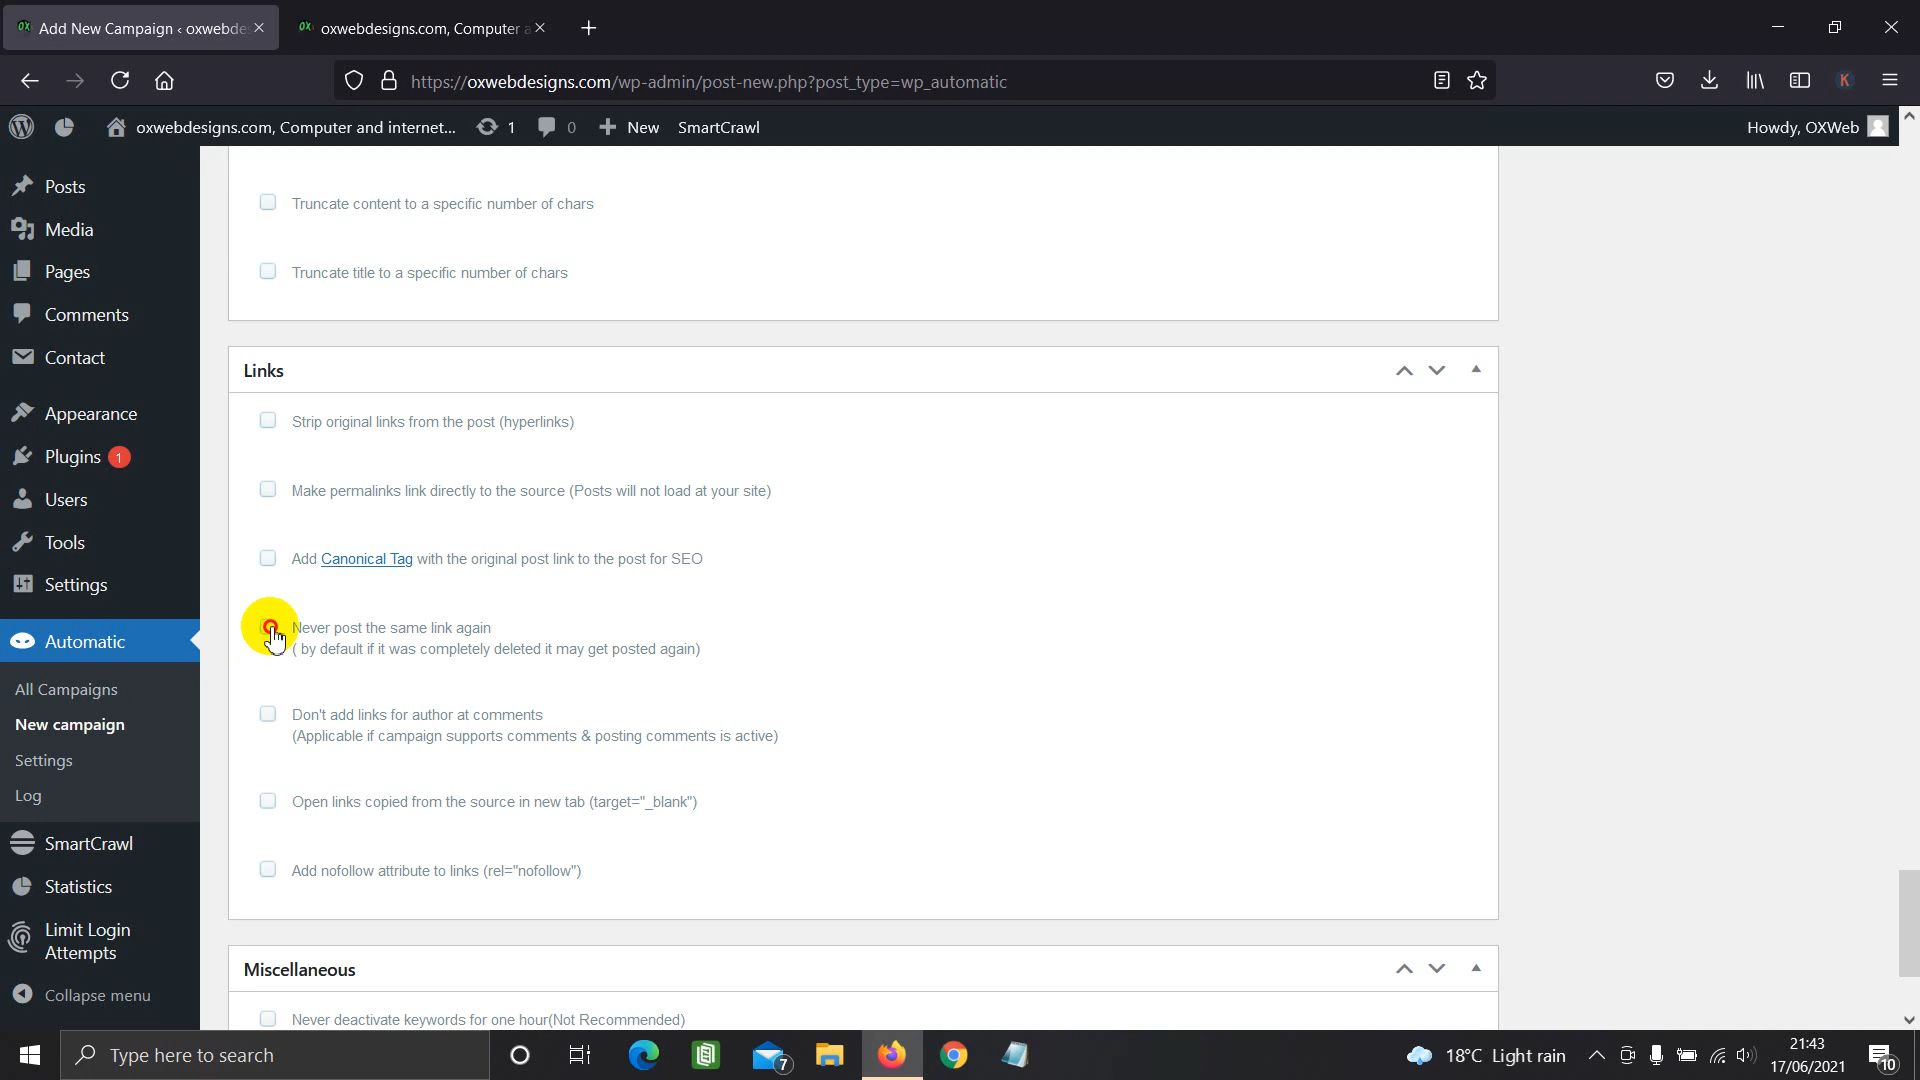 Add New Campaign ‹ oxwebde
oxwebdesigns.com, Computer a
https://oxwebdesigns.com/wp-admin/post-new.php?post_type=wp_automatic
oxwebdesigns.com, Computer and internet... 1 0 New SmartCrawl Howdy, OXWeb
Posts
Media
Pages
Comments
Contact
Appearance
Plugins 1
Users
Tools
Settings
Automatic
All Campaigns
New campaign
Settings
Log
SmartCrawl
Statistics
Limit Login
Attempts
Collapse menu
Truncate content to a specific number of chars
Truncate title to a specific number of chars
Links
Strip original links from the post (hyperlinks)
Make permalinks link directly to the source (Posts will not load at your site)
Add Canonical Tag with the original post link to the post for SEO
Never post the same link again
( by default if it was completely deleted it may get posted again)
Don't add links for author at comments
(Applicable if campaign supports comments & posting comments is active)
Open links copied from the source in new tab (target="_blank")
Add nofollow attribute to links (rel="nofollow")
Miscellaneous
Never deactivate keywords for one hour(Not Recommended)
Type here to search
7
18°C Light rain
21:43
17/06/2021
10